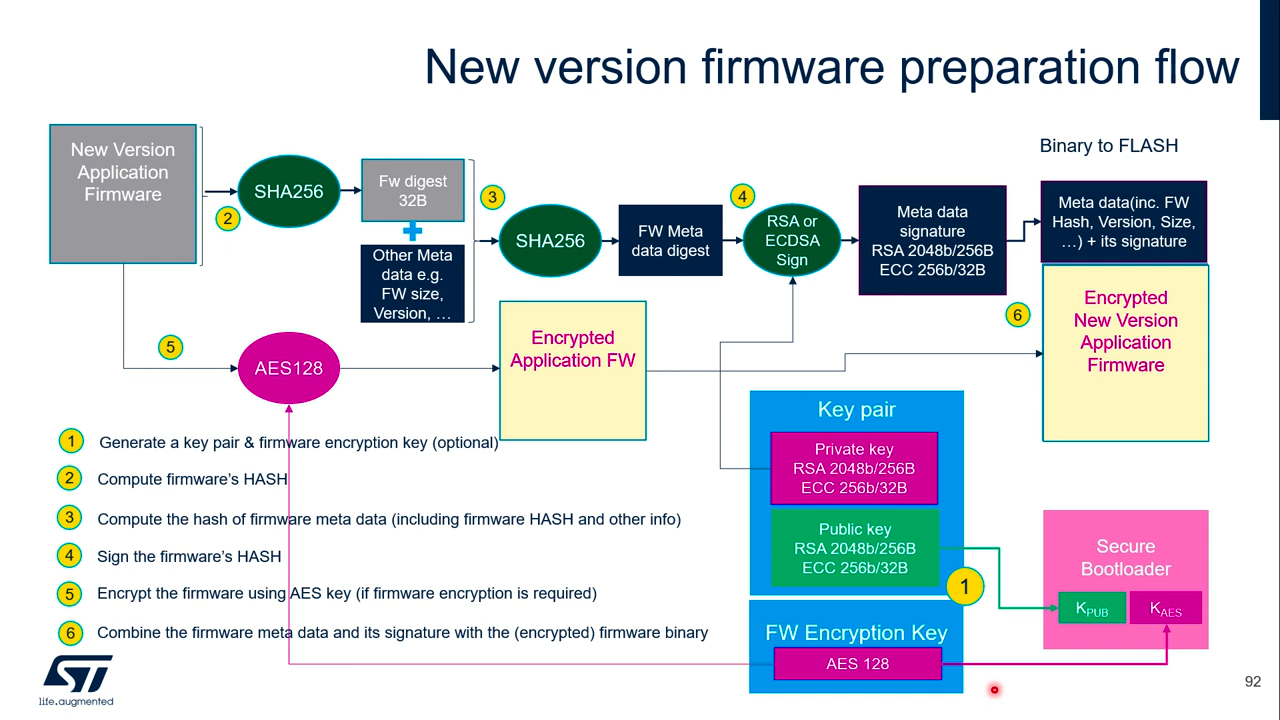 New version firmware preparation flow
New Version
Application
Firmware
2
SHA256
Fw digest
32B
Other Meta
data e.g.
FW size,
Version, …
3
SHA256
FW Meta
data digest
4
RSA or
ECDSA
Sign
Meta data
signature
RSA 2048b/256B
ECC 256b/32B
Binary to FLASH
Meta data(inc. FW
Hash, Version, Size,
…) + its signature
5
AES128
Encrypted
Application FW
6
Encrypted
New Version
Application
Firmware
Key pair
Private key
RSA 2048b/256B
ECC 256b/32B
Public key
RSA 2048b/256B
ECC 256b/32B
1
FW Encryption Key
AES 128
Secure
Bootloader
KPUB
KAES
1 Generate a key pair & firmware encryption key (optional)
2 Compute firmware's HASH
3 Compute the hash of firmware meta data (including firmware HASH and other info)
4 Sign the firmware's HASH
5 Encrypt the firmware using AES key (if firmware encryption is required)
6 Combine the firmware meta data and its signature with the (encrypted) firmware binary
ST
life.augmented
92